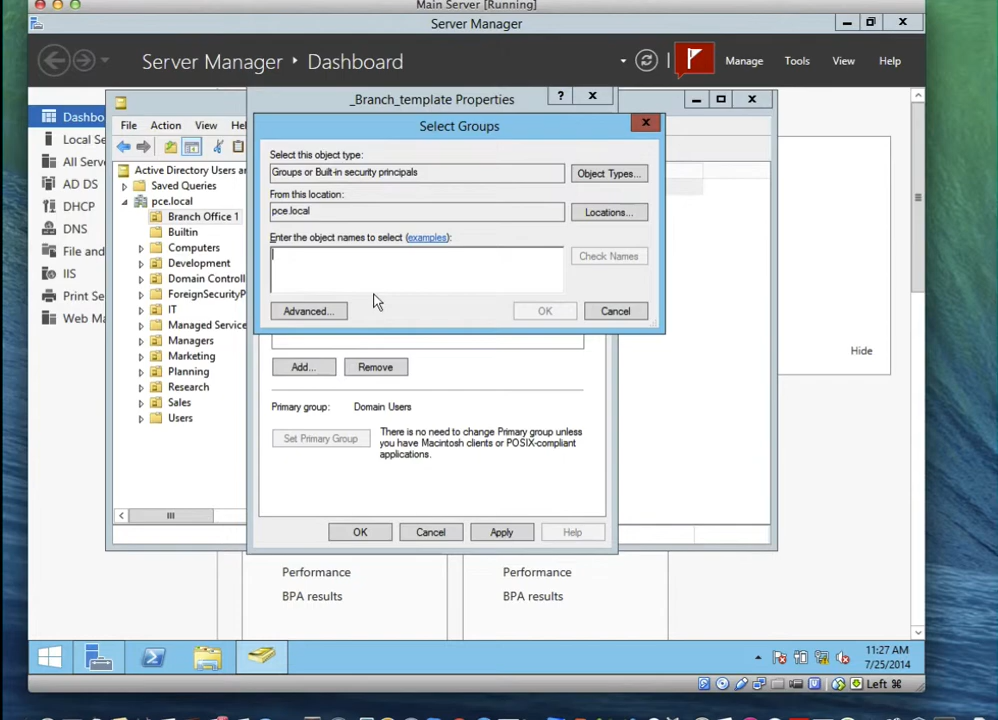 Main Server [Running]
Server Manager
Server Manager ‣ Dashboard
Manage Tools View Help
Dashbo
Local Se
All Serve
AD DS
DHCP
DNS
File and
IIS
Print Se
Web Ma
File Action View Hel
Active Directory Users an
Saved Queries
pce.local
Branch Office 1
Builtin
Computers
Development
Domain Controll
ForeignSecurityP
IT
Managed Service
Managers
Marketing
Planning
Research
Sales
Users
_Branch_template Properties
Select Groups
Select this object type:
Groups or Built-in security principals
Object Types...
From this location:
pce.local
Locations...
Enter the object names to select (examples):
Check Names
Advanced...
OK
Cancel
Add...
Remove
Primary group: Domain Users
Set Primary Group
There is no need to change Primary group unless
you have Macintosh clients or POSIX-compliant
applications.
OK
Cancel
Apply
Help
Hide
Performance
BPA results
Performance
BPA results
11:27 AM
7/25/2014
Left ⌘